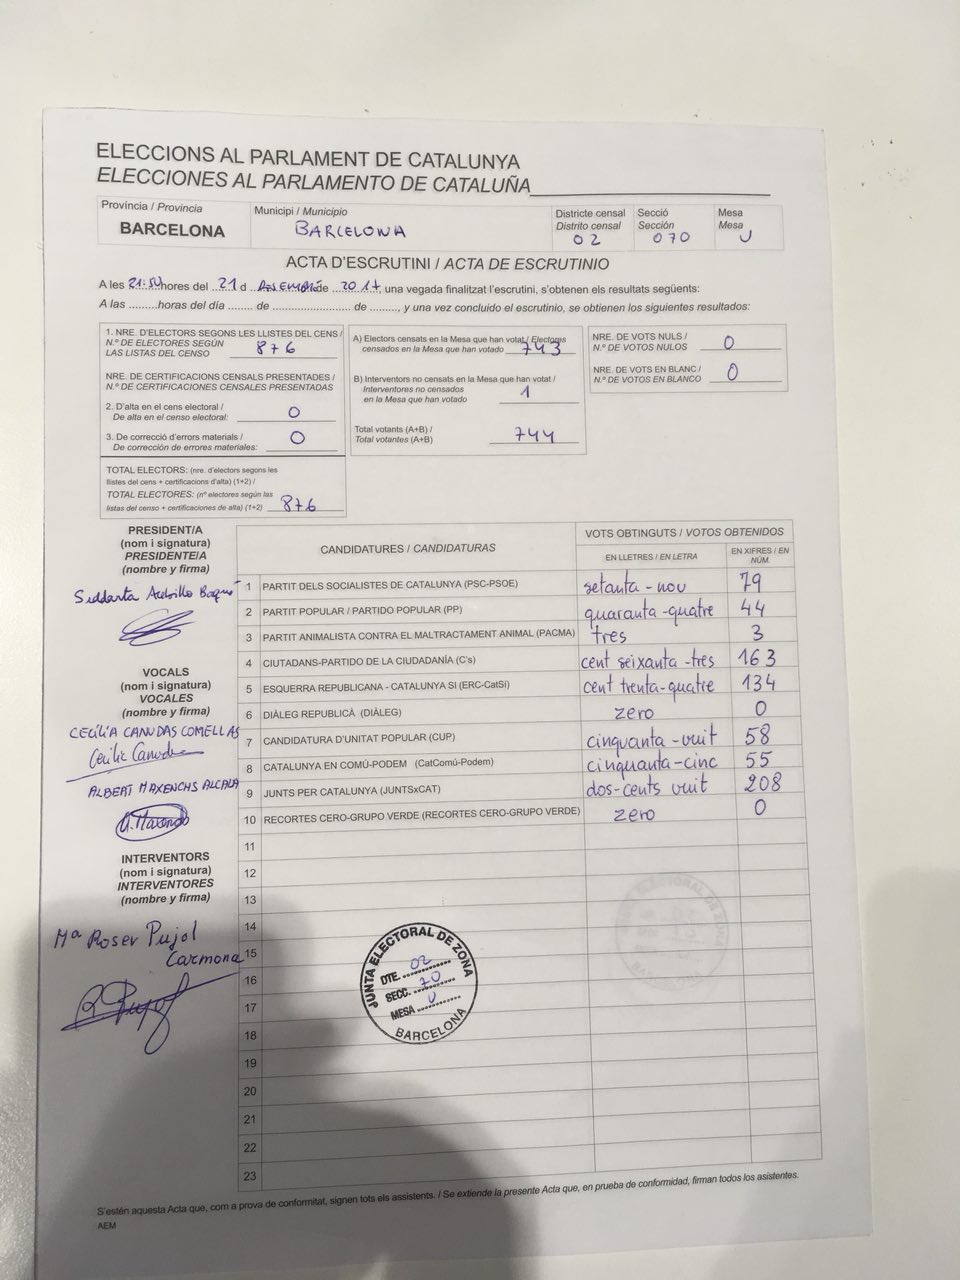 ELECCIONS AL PARLAMENT DE CATALUNYA
ELECCIONES AL PARLAMENTO DE CATALUÑA
Província / Provincia
BARCELONA
Municipi / Municipio
BARCELONA
Districte censal
Distrito censal
02
Secció
Sección
070
Mesa
Mesa
U
ACTA D'ESCRUTINI / ACTA DE ESCRUTINIO
A les 21:50 hores del 21 d DESEMBRE de 2017, una vegada finalitzat l'escrutini, s'obtenen els resultats següents:
A las ......... horas del día ........ de ........................ de ........., y una vez concluido el escrutinio, se obtienen los siguientes resultados:
1. NRE. D'ELECTORS SEGONS LES LLISTES DEL CENS /
N.º DE ELECTORES SEGÚN
LAS LISTAS DEL CENSO 876
NRE. DE CERTIFICACIONS CENSALS PRESENTADES /
N.º DE CERTIFICACIONES CENSALES PRESENTADAS
2. D'alta en el cens electoral /
De alta en el censo electoral: 0
3. De correcció d'errors materials /
De corrección de errores materiales: 0
TOTAL ELECTORS: (nre. d'electors segons les
llistes del cens + certificacions d'alta) (1+2) /
TOTAL ELECTORES: (nº electores según las
listas del censo + certificaciones de alta) (1+2) 876
A) Electors censats en la Mesa que han votat / Electores
censados en la Mesa que han votado 743
B) Interventors no censats en la Mesa que han votat /
Interventores no censados
en la Mesa que han votado 1
Total votants (A+B) /
Total votantes (A+B) 744
NRE. DE VOTS NULS /
N.º DE VOTOS NULOS 0
NRE. DE VOTS EN BLANC /
N.º DE VOTOS EN BLANCO 0
PRESIDENT/A
(nom i signatura)
PRESIDENTE/A
(nombre y firma)
VOCALS
(nom i signatura)
VOCALES
(nombre y firma)
CECÍLIA CANUDAS COMELLAS
ALBERT MAXENCHS ALCALA
INTERVENTORS
(nom i signatura)
INTERVENTORES
(nombre y firma)
Mª Roser Pujol
Carmona
CANDIDATURES / CANDIDATURAS
VOTS OBTINGUTS / VOTOS OBTENIDOS
EN LLETRES / EN LETRA
EN XIFRES / EN NÚM.
1 PARTIT DELS SOCIALISTES DE CATALUNYA (PSC-PSOE) setanta-nou 79
2 PARTIT POPULAR / PARTIDO POPULAR (PP) quaranta-quatre 44
3 PARTIT ANIMALISTA CONTRA EL MALTRACTAMENT ANIMAL (PACMA) tres 3
4 CIUTADANS-PARTIDO DE LA CIUDADANÍA (C's) cent seixanta-tres 163
5 ESQUERRA REPUBLICANA - CATALUNYA SI (ERC-CatSí) cent trenta-quatre 134
6 DIÀLEG REPUBLICÀ (DIÀLEG) zero 0
7 CANDIDATURA D'UNITAT POPULAR (CUP) cinquanta-vuit 58
8 CATALUNYA EN COMÚ-PODEM (CatComú-Podem) cinquanta-cinc 55
9 JUNTS PER CATALUNYA (JUNTSxCAT) dos-cents vuit 208
10 RECORTES CERO-GRUPO VERDE (RECORTES CERO-GRUPO VERDE) zero 0
11
12
13
14
15
16
17
18
19
20
21
22
23
JUNTA ELECTORAL DE ZONA
DTE. 02
SECC. 70
MESA U
BARCELONA
S'estén aquesta Acta que, com a prova de conformitat, signen tots els assistents. / Se extiende la presente Acta que, en prueba de conformidad, firman todos los asistentes.
AEM